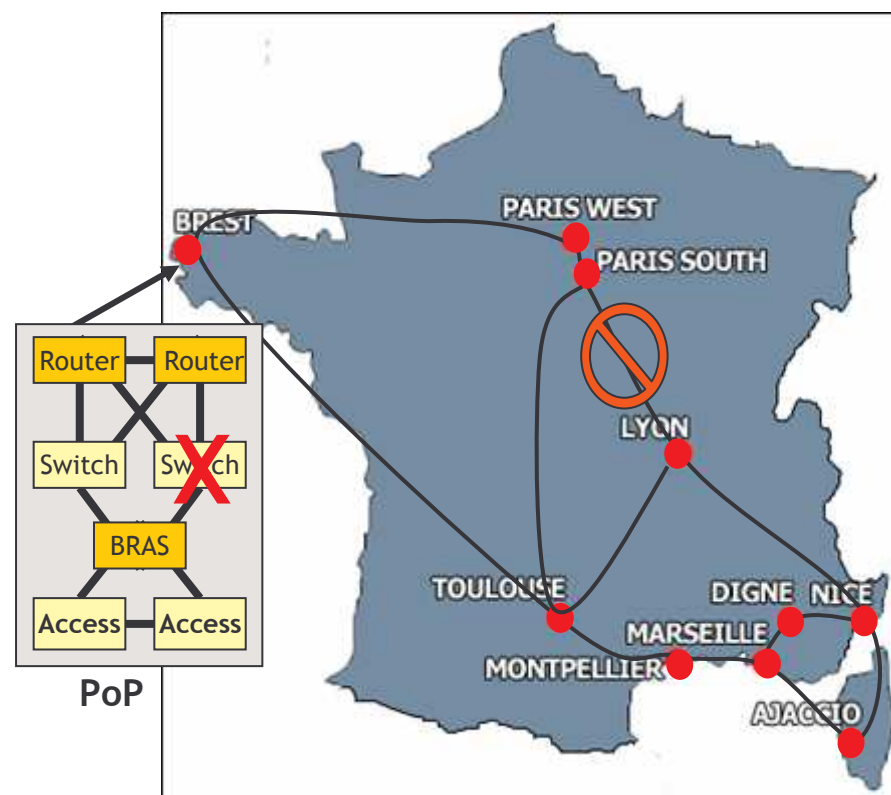 BREST
PARIS WEST
PARIS SOUTH
Router Router
Switch Switch
BRAS
Access Access
PoP
LYON
TOULOUSE
DIGNE NICE
MARSEILLE
MONTPELLIER
AJACCIO